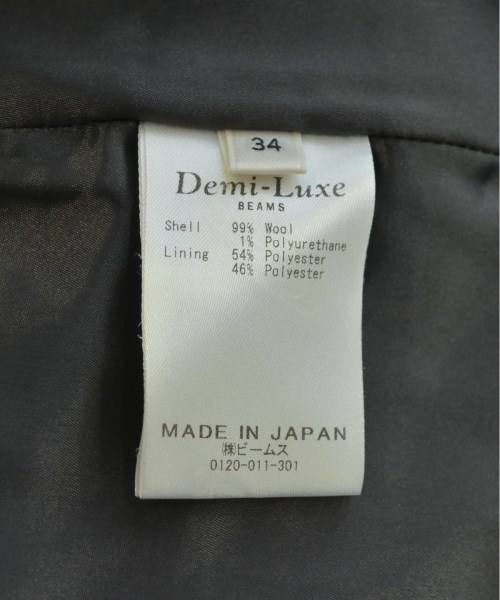 34
Demi-Luxe
BEAMS
Shell 99% Wool
1% Polyurethane
Lining 54% Polyester
46% Polyester
MADE IN JAPAN
㈱ビームス
0120-011-301